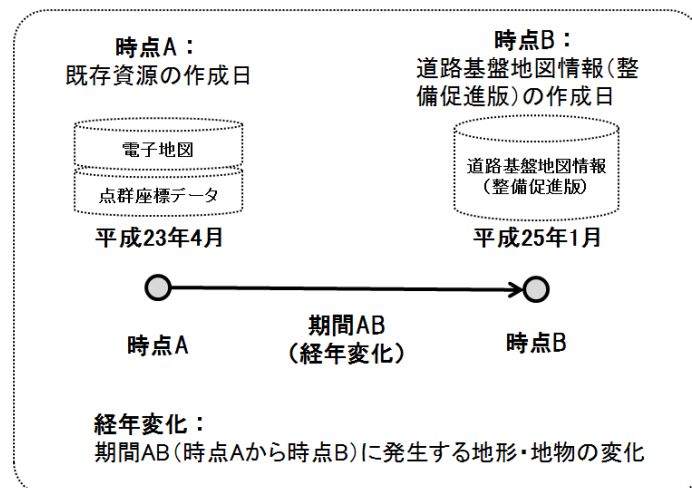 時点A:
既存資源の作成日
電子地図
点群座標データ
平成23年4月
時点B:
道路基盤地図情報(整
備促進版)の作成日
道路基盤地図情報
(整備促進版)
平成25年1月
期間AB
(経年変化)
時点A
時点B
経年変化:
期間AB(時点Aから時点B)に発生する地形・地物の変化